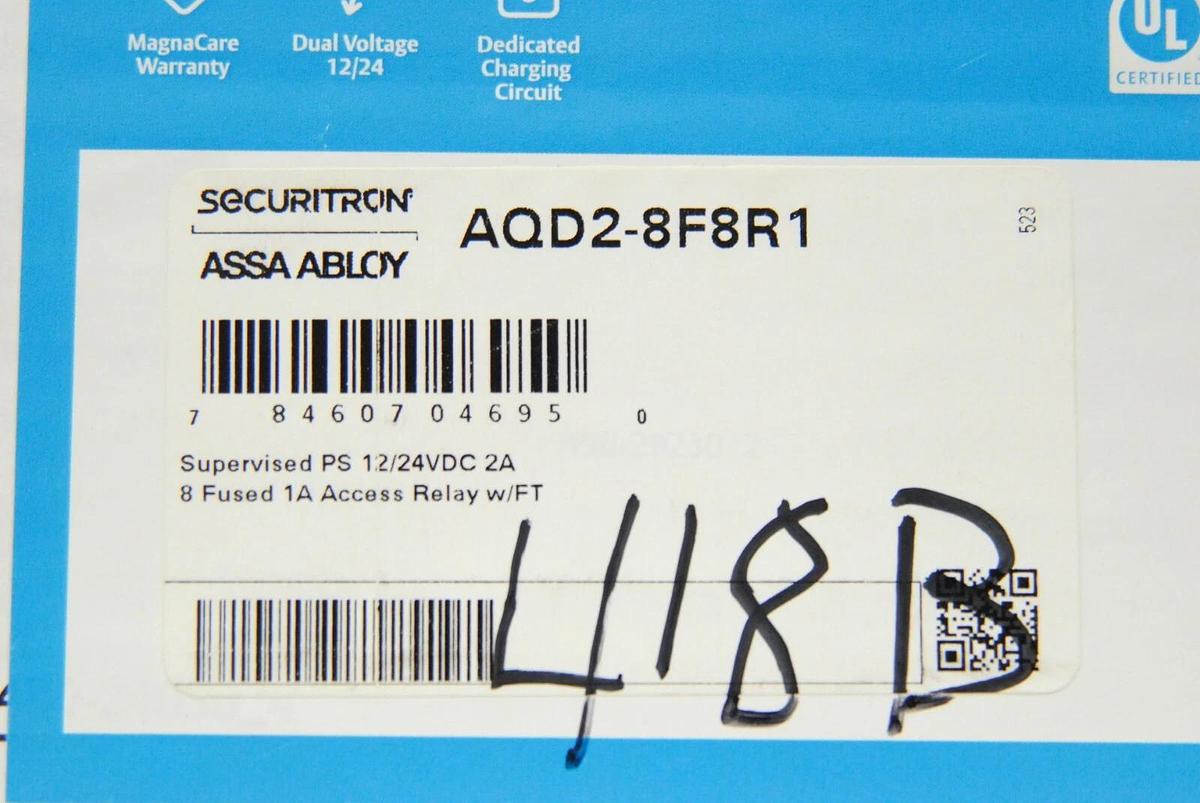 MagnaCare
Warranty
Dual Voltage
12/24
Dedicated
Charging
Circuit
UL
CERTIFIED
SECURITRON
ASSA ABLOY
AQD2-8F8R1
523
7 84607 04695 0
Supervised PS 12/24VDC 2A
8 Fused 1A Access Relay w/FT
418B